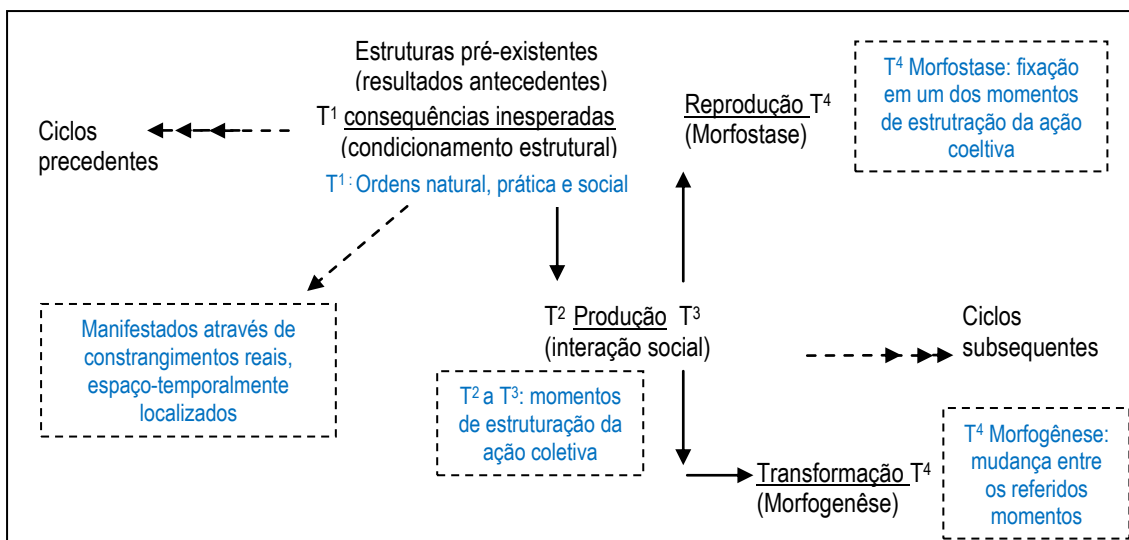 Estruturas pré-existentes
(resultados antecedentes)
T¹ consequências inesperadas
(condicionamento estrutural)
T¹ : Ordens natural, prática e social
Ciclos
precedentes
Reprodução T⁴
(Morfostase)
T⁴ Morfostase: fixação
em um dos momentos
de estrutração da ação
coeltiva
Manifestados através de
constrangimentos reais,
espaço-temporalmente
localizados
T² Produção T³
(interação social)
T² a T³: momentos
de estruturação da
ação coletiva
Ciclos
subsequentes
Transformação T⁴
(Morfogenêse)
T⁴ Morfogênese:
mudança entre
os referidos
momentos